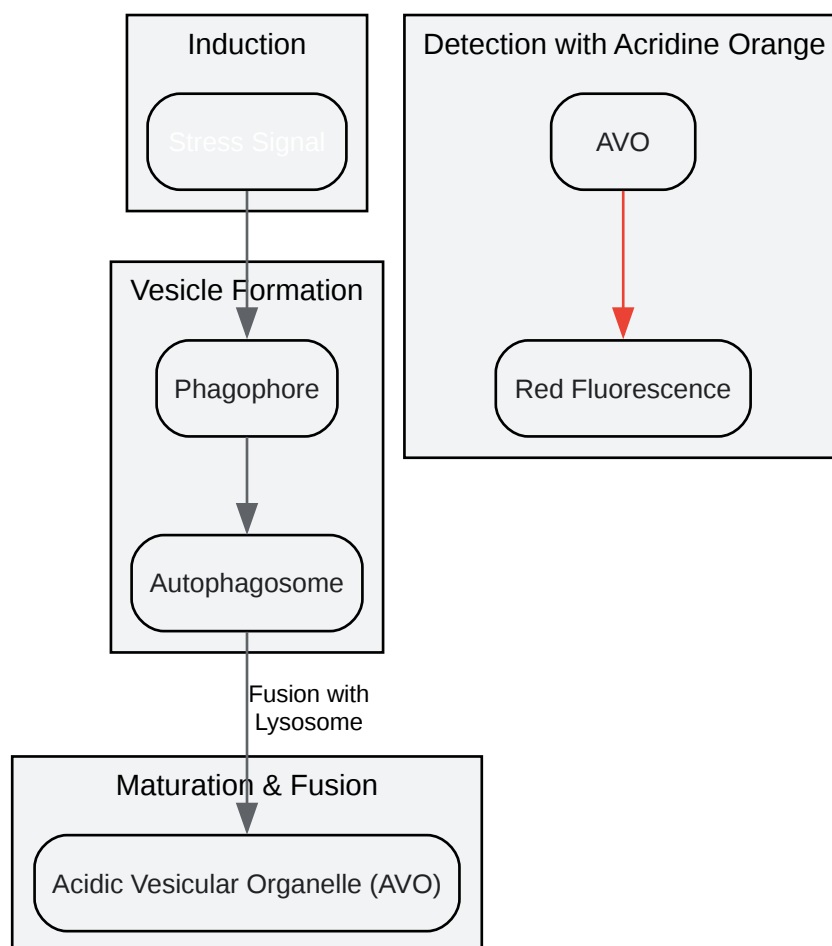 Induction
Stress Signal
Vesicle Formation
Phagophore
Autophagosome
Fusion with
Lysosome
Maturation & Fusion
Acidic Vesicular Organelle (AVO)
Detection with Acridine Orange
AVO
Red Fluorescence